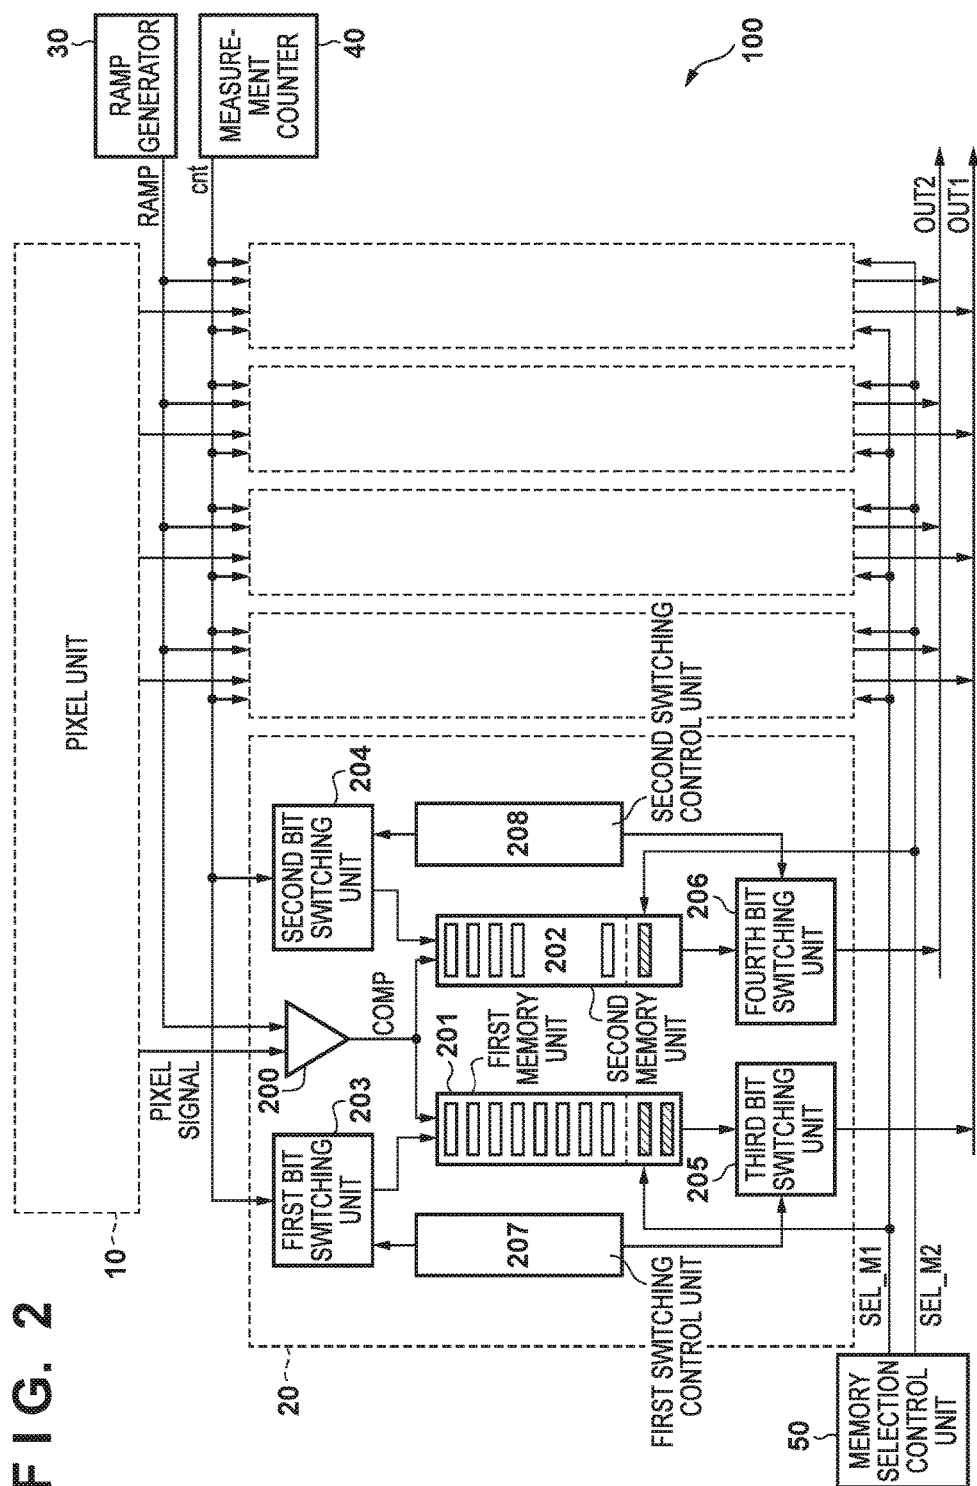 FIG. 2
100
PIXEL UNIT
10
RAMP
GENERATOR
30
RAMP
MEASURE-
MENT
COUNTER
40
cnt
20
PIXEL
SIGNAL
200
COMP
FIRST BIT
SWITCHING
UNIT
203
SECOND BIT
SWITCHING
UNIT
204
207
FIRST SWITCHING
CONTROL UNIT
201
FIRST
MEMORY
UNIT
202
SECOND
MEMORY
UNIT
208
SECOND SWITCHING
CONTROL UNIT
205
THIRD BIT
SWITCHING
UNIT
206
FOURTH BIT
SWITCHING
UNIT
50
MEMORY
SELECTION
CONTROL
UNIT
SEL_M1
SEL_M2
OUT2
OUT1